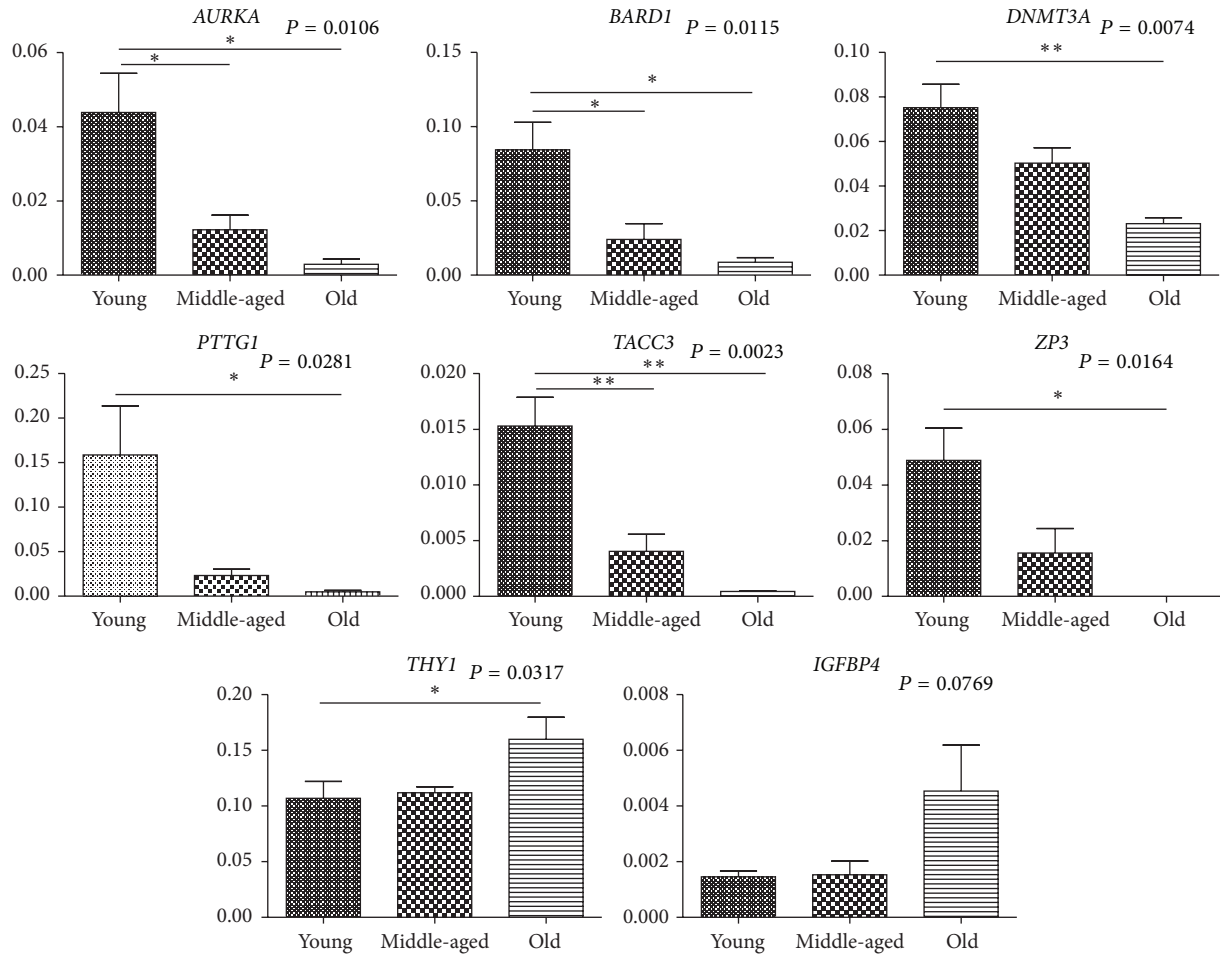 AURKA
P = 0.0106
*
*
0.06
0.04
0.02
0.00
Young Middle-aged Old
BARD1
P = 0.0115
*
*
0.15
0.10
0.05
0.00
Young Middle-aged Old
DNMT3A
P = 0.0074
**
0.10
0.08
0.06
0.04
0.02
0.00
Young Middle-aged Old
PTTG1
P = 0.0281
*
0.25
0.20
0.15
0.10
0.05
0.00
Young Middle-aged Old
TACC3
P = 0.0023
**
**
0.020
0.015
0.010
0.005
0.000
Young Middle-aged Old
ZP3
P = 0.0164
*
0.08
0.06
0.04
0.02
0.00
Young Middle-aged Old
THY1
P = 0.0317
*
0.20
0.15
0.10
0.05
0.00
Young Middle-aged Old
IGFBP4
P = 0.0769
0.008
0.006
0.004
0.002
0.000
Young Middle-aged Old